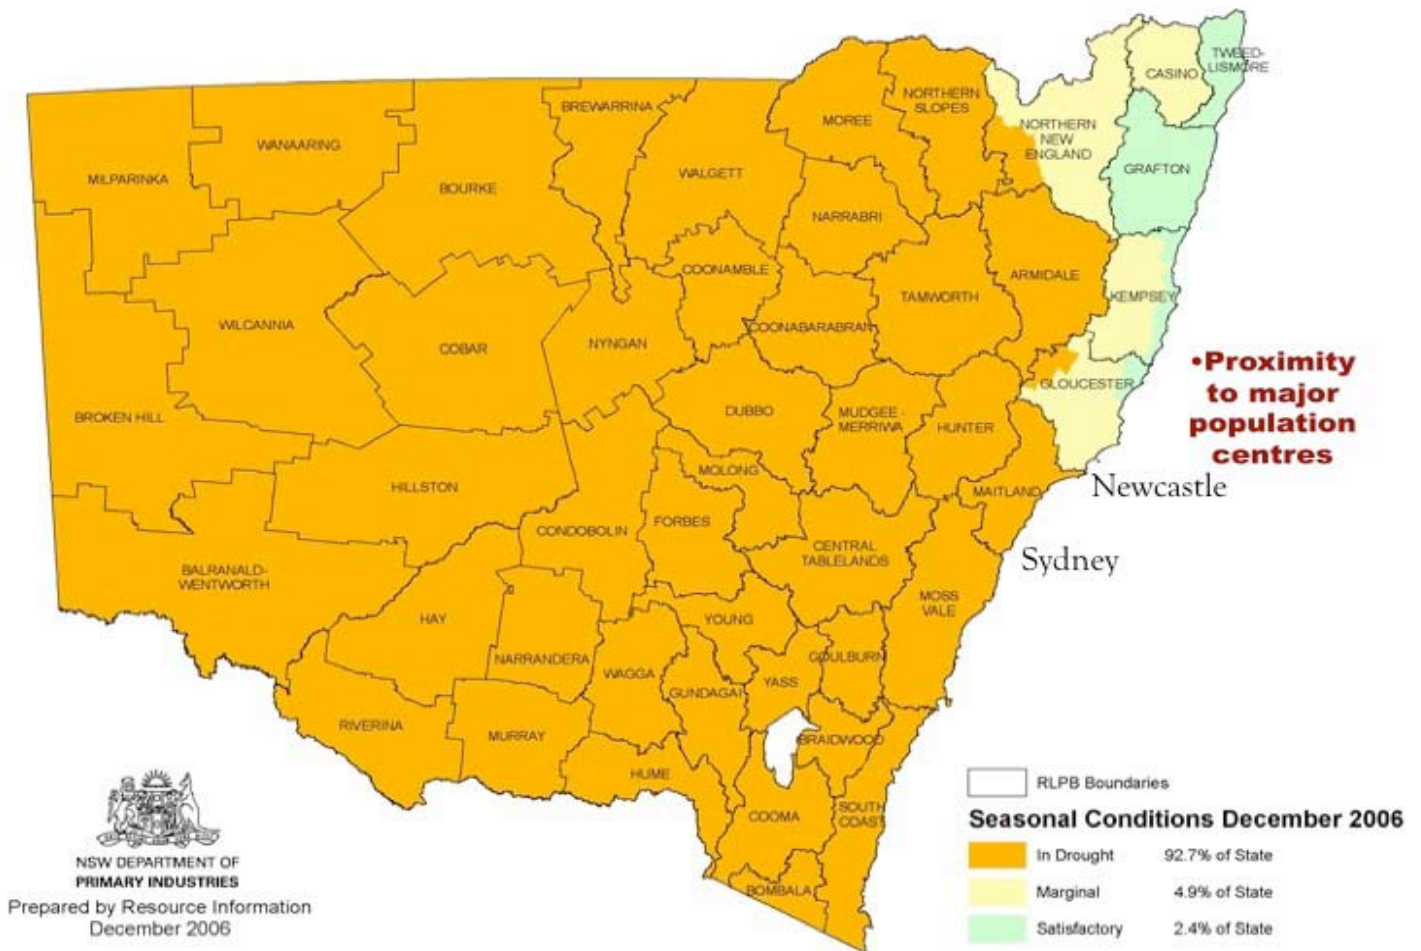 TWEED-
LISMORE
CASINO
NORTHERN
SLOPES
BREWARRINA
MOREE
NORTHERN
NEW
ENGLAND
WANAARING
GRAFTON
MILPARINKA
BOURKE
WALGETT
NARRABRI
COONAMBLE
ARMIDALE
TAMWORTH
KEMPSEY
WILCANNIA
COONABARABRAN
NYNGAN
COBAR
•Proximity
to major
population
centres
GLOUCESTER
DUBBO
MUDGEE -
MERRIWA
BROKEN HILL
HUNTER
MOLONG
HILLSTON
MAITLAND
Newcastle
FORBES
CONDOBOLIN
CENTRAL
TABLELANDS
Sydney
BALRANALD-
WENTWORTH
MOSS
VALE
HAY
YOUNG
NARRANDERA
GOULBURN
WAGGA
YASS
GUNDAGAI
RIVERINA
MURRAY
BRAIDWOOD
HUME
COOMA
SOUTH
COAST
BOMBALA
NSW DEPARTMENT OF
PRIMARY INDUSTRIES
Prepared by Resource Information
December 2006
RLPB Boundaries
Seasonal Conditions December 2006
In Drought 92.7% of State
Marginal 4.9% of State
Satisfactory 2.4% of State